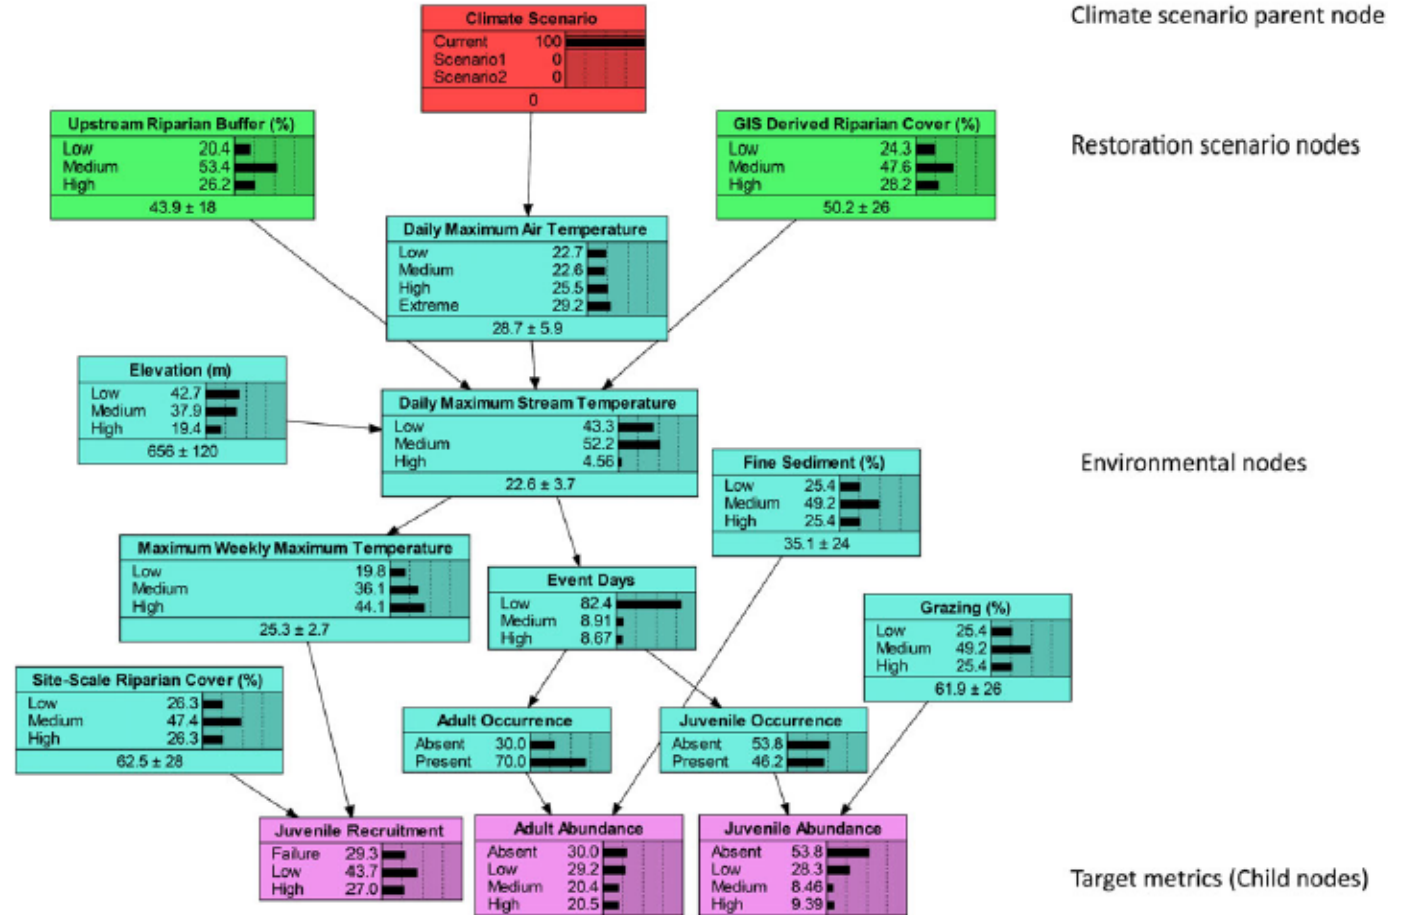 Climate Scenario
Current 100
Scenario1 0
Scenario2 0
0
Climate scenario parent node
Upstream Riparian Buffer (%)
Low 20.4
Medium 53.4
High 26.2
43.9 ± 18
GIS Derived Riparian Cover (%)
Low 24.3
Medium 47.6
High 28.2
50.2 ± 26
Restoration scenario nodes
Daily Maximum Air Temperature
Low 22.7
Medium 22.6
High 25.5
Extreme 29.2
28.7 ± 5.9
Elevation (m)
Low 42.7
Medium 37.9
High 19.4
656 ± 120
Daily Maximum Stream Temperature
Low 43.3
Medium 52.2
High 4.56
22.6 ± 3.7
Fine Sediment (%)
Low 25.4
Medium 49.2
High 25.4
35.1 ± 24
Environmental nodes
Maximum Weekly Maximum Temperature
Low 19.8
Medium 36.1
High 44.1
25.3 ± 2.7
Event Days
Low 82.4
Medium 8.91
High 8.67
Grazing (%)
Low 25.4
Medium 49.2
High 25.4
61.9 ± 26
Site-Scale Riparian Cover (%)
Low 26.3
Medium 47.4
High 26.3
62.5 ± 28
Adult Occurrence
Absent 30.0
Present 70.0
Juvenile Occurrence
Absent 53.8
Present 46.2
Juvenile Recruitment
Failure 29.3
Low 43.7
High 27.0
Adult Abundance
Absent 30.0
Low 29.2
Medium 20.4
High 20.5
Juvenile Abundance
Absent 53.8
Low 28.3
Medium 8.46
High 9.39
Target metrics (Child nodes)